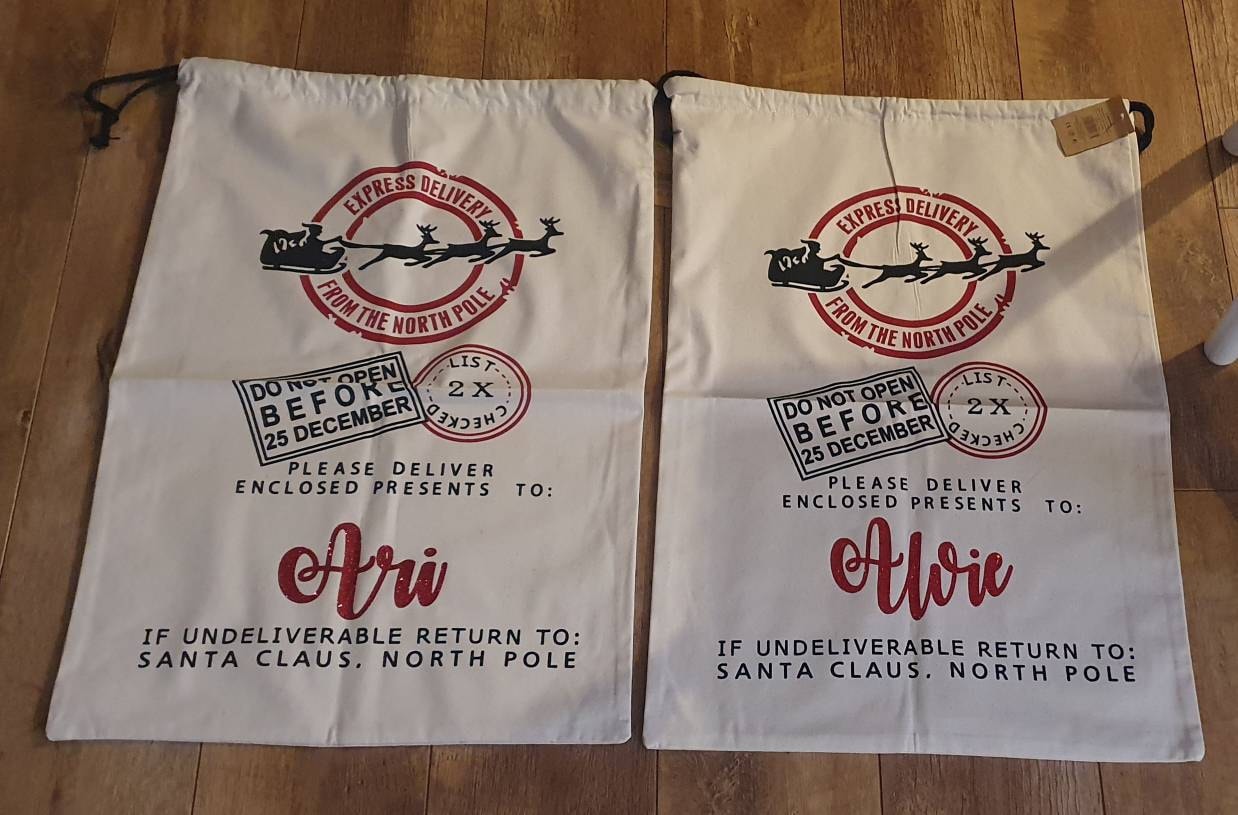 EXPRESS DELIVERY
FROM THE NORTH POLE
DO NOT OPEN
BEFORE
25 DECEMBER
LIST
2 X
CHECKED
PLEASE DELIVER
ENCLOSED PRESENTS TO:
Ari
IF UNDELIVERABLE RETURN TO:
SANTA CLAUS. NORTH POLE
EXPRESS DELIVERY
FROM THE NORTH POLE
DO NOT OPEN
BEFORE
25 DECEMBER
LIST
2 X
CHECKED
PLEASE DELIVER
ENCLOSED PRESENTS TO:
Alvie
IF UNDELIVERABLE RETURN TO:
SANTA CLAUS. NORTH POLE